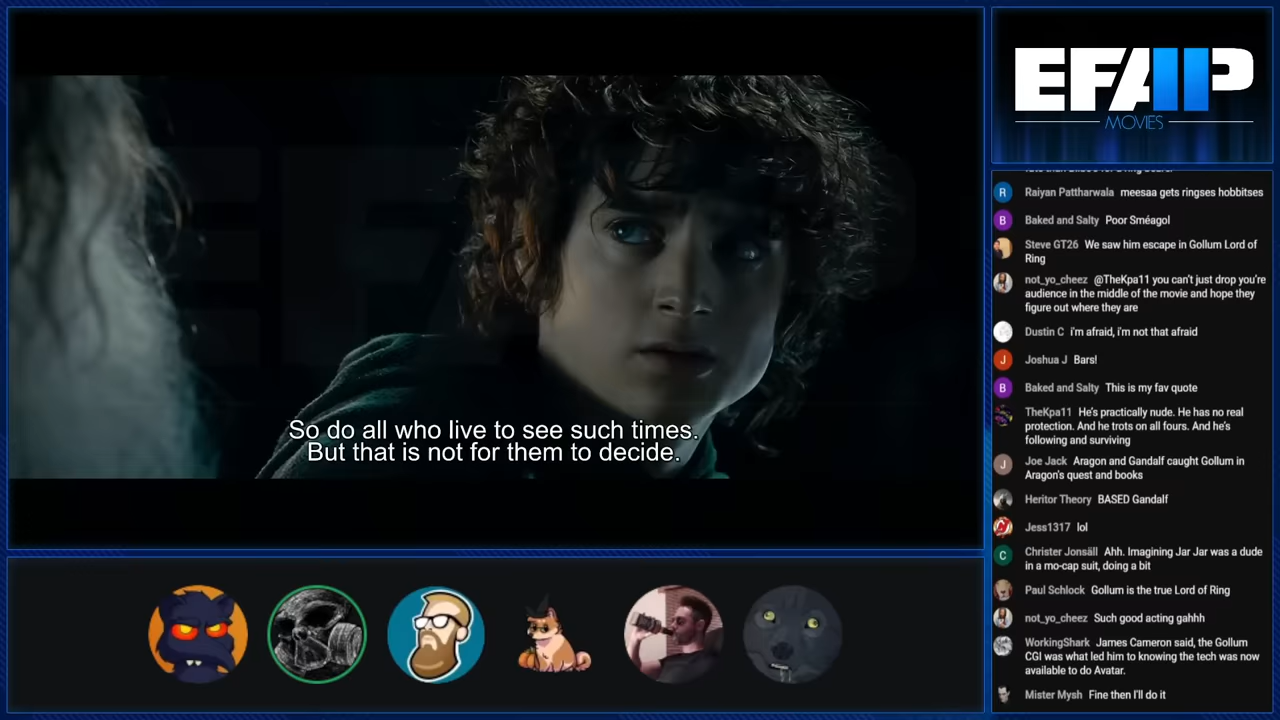 So do all who live to see such times.
But that is not for them to decide.
EFAP
MOVIES
Raiyan Pattharwala meesaa gets ringses hobbitses
Baked and Salty Poor Sméagol
Steve GT26 We saw him escape in Gollum Lord of
Ring
not_yo_cheez @TheKpa11 you can't just drop you're
audience in the middle of the movie and hope they
figure out where they are
Dustin C i'm afraid, i'm not that afraid
Joshua J Bars!
Baked and Salty This is my fav quote
TheKpa11 He's practically nude. He has no real
protection. And he trots on all fours. And he's
following and surviving
Joe Jack Aragon and Gandalf caught Gollum in
Aragon's quest and books
Heritor Theory BASED Gandalf
Jess1317 lol
Christer Jonsäll Ahh. Imagining Jar Jar was a dude
in a mo-cap suit, doing a bit
Paul Schlock Gollum is the true Lord of Ring
not_yo_cheez Such good acting gahhh
WorkingShark James Cameron said, the Gollum
CGI was what led him to knowing the tech was now
available to do Avatar.
Mister Mysh Fine then I'll do it